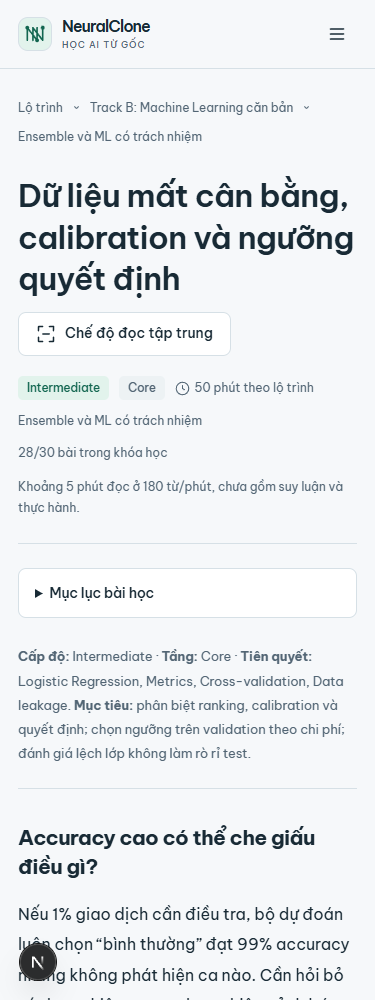 NeuralClone
HỌC AI TỪ GỐC
Lộ trình
Track B: Machine Learning căn bản
Ensemble và ML có trách nhiệm
Dữ liệu mất cân bằng,
calibration và ngưỡng
quyết định
Chế độ đọc tập trung
Intermediate Core 50 phút theo lộ trình
Ensemble và ML có trách nhiệm
28/30 bài trong khóa học
Khoảng 5 phút đọc ở 180 từ/phút, chưa gồm suy luận và
thực hành.
Mục lục bài học
Cấp độ: Intermediate · Tầng: Core · Tiên quyết:
Logistic Regression, Metrics, Cross-validation, Data
leakage. Mục tiêu: phân biệt ranking, calibration và
quyết định; chọn ngưỡng trên validation theo chi phí;
đánh giá lệch lớp không làm rò rỉ test.
Accuracy cao có thể che giấu
điều gì?
Nếu 1% giao dịch cần điều tra, bộ dự đoán
luôn chọn “bình thường” đạt 99% accuracy
không phát hiện ca nào. Cần hỏi bỏ